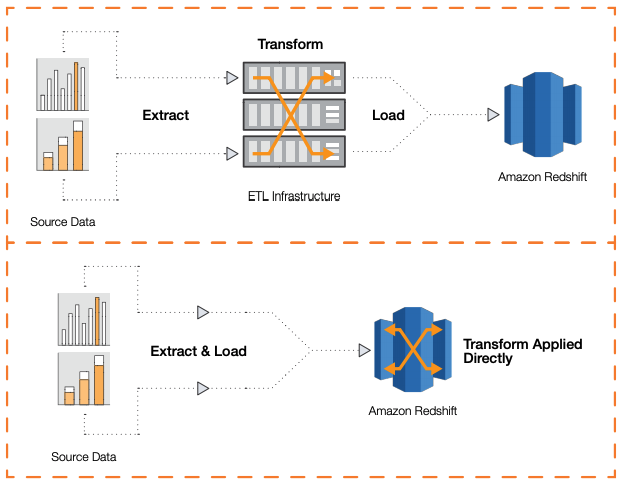 Transform
Extract
Load
Amazon Redshift
ETL Infrastructure
Source Data
Extract & Load
Transform Applied
Directly
Amazon Redshift
Source Data